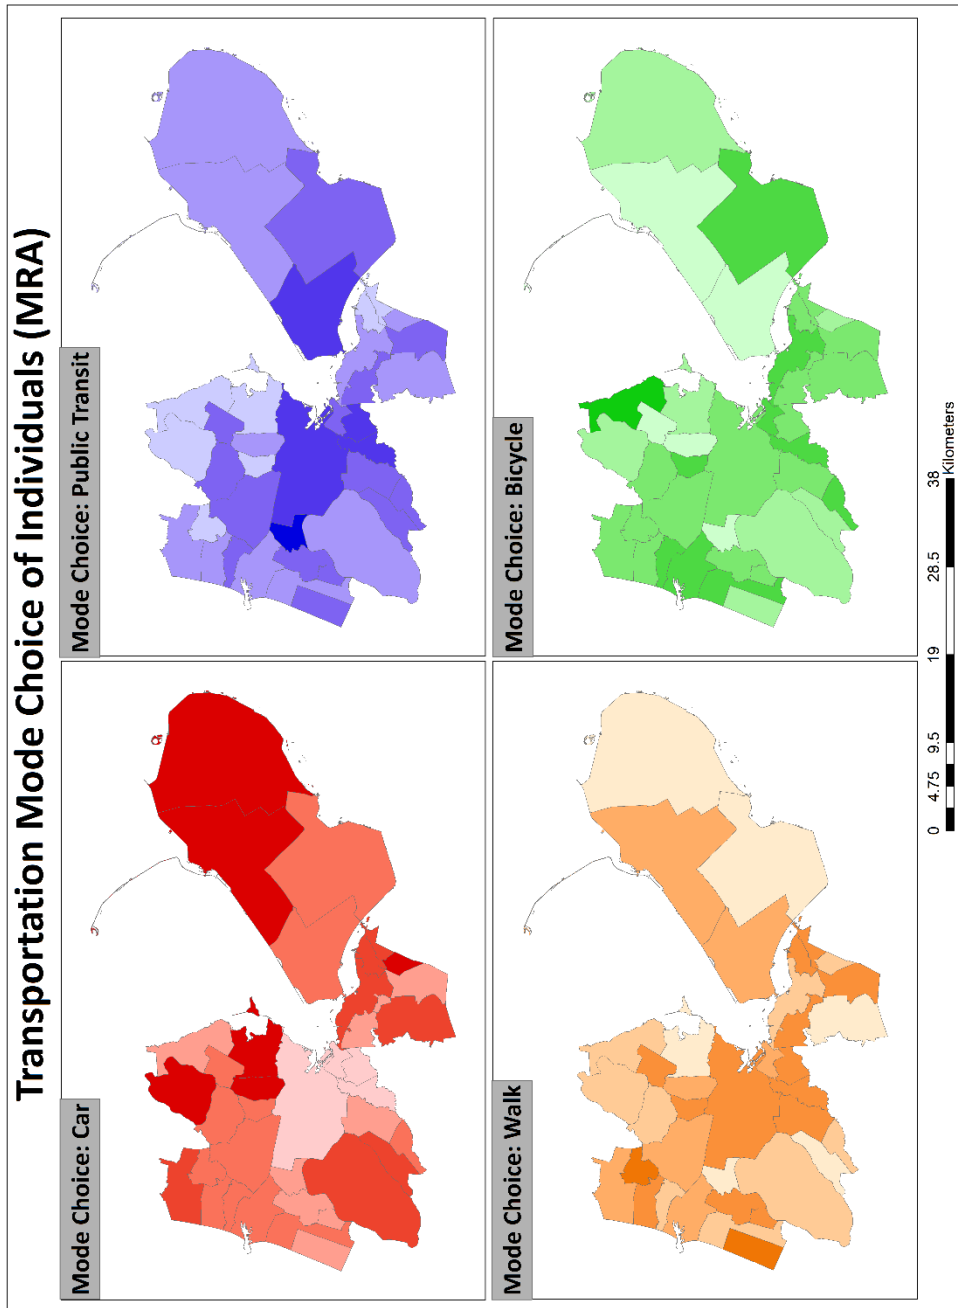 Transportation Mode Choice of Individuals (MRA)
Mode Choice: Car
Mode Choice: Public Transit
Mode Choice: Walk
Mode Choice: Bicycle
0 4.75 9.5 19 28.5 38
Kilometers